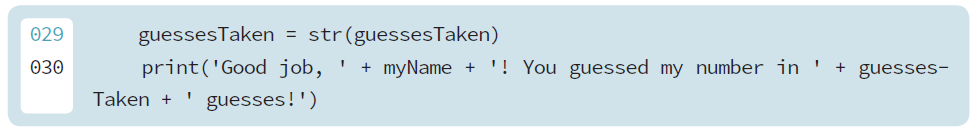 029 guessesTaken = str(guessesTaken)
030 print('Good job, ' + myName + '! You guessed my number in ' + guesses-
Taken + ' guesses!')